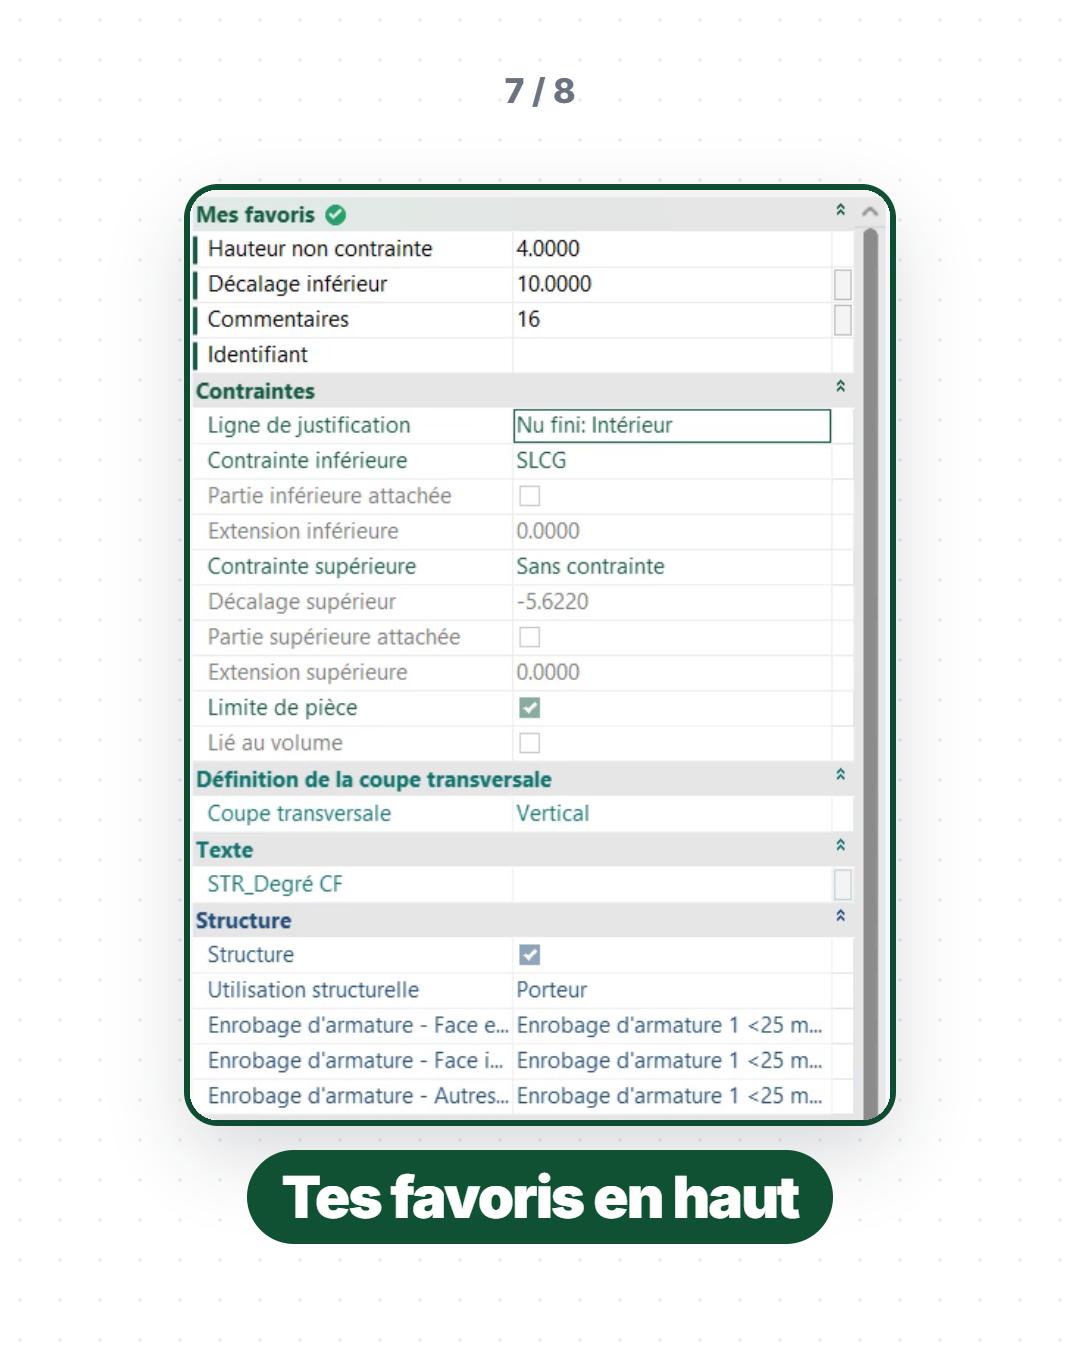 7 / 8
Mes favoris
Hauteur non contrainte 4.0000
Décalage inférieur 10.0000
Commentaires 16
Identifiant
Contraintes
Ligne de justification Nu fini: Intérieur
Contrainte inférieure SLCG
Partie inférieure attachée
Extension inférieure 0.0000
Contrainte supérieure Sans contrainte
Décalage supérieur -5.6220
Partie supérieure attachée
Extension supérieure 0.0000
Limite de pièce
Lié au volume
Définition de la coupe transversale
Coupe transversale Vertical
Texte
STR_Degré CF
Structure
Structure
Utilisation structurelle Porteur
Enrobage d'armature - Face e... Enrobage d'armature 1 <25 m...
Enrobage d'armature - Face i... Enrobage d'armature 1 <25 m...
Enrobage d'armature - Autres... Enrobage d'armature 1 <25 m...
Tes favoris en haut